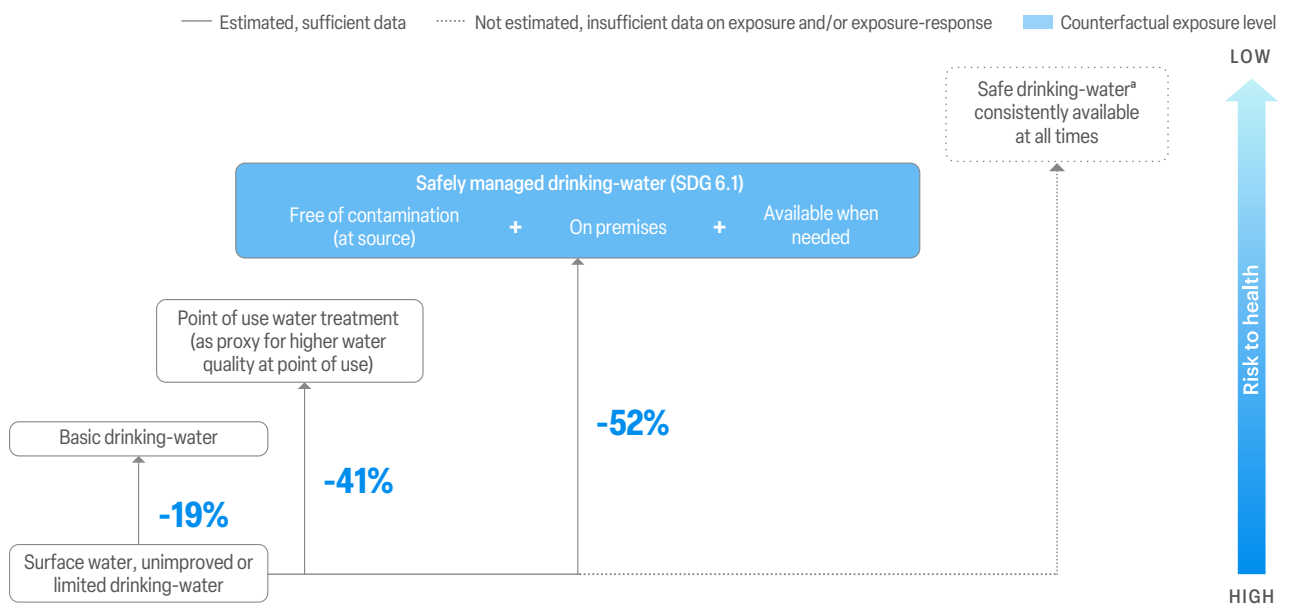 Estimated, sufficient data
Not estimated, insufficient data on exposure and/or exposure-response
Counterfactual exposure level
LOW
Safe drinking-waterᵃ
consistently available
at all times
Safely managed drinking-water (SDG 6.1)
Free of contamination
(at source)
+
On premises
+
Available when
needed
Point of use water treatment
(as proxy for higher water
quality at point of use)
Risk to health
-52%
Basic drinking-water
-41%
-19%
Surface water, unimproved or
limited drinking-water
HIGH